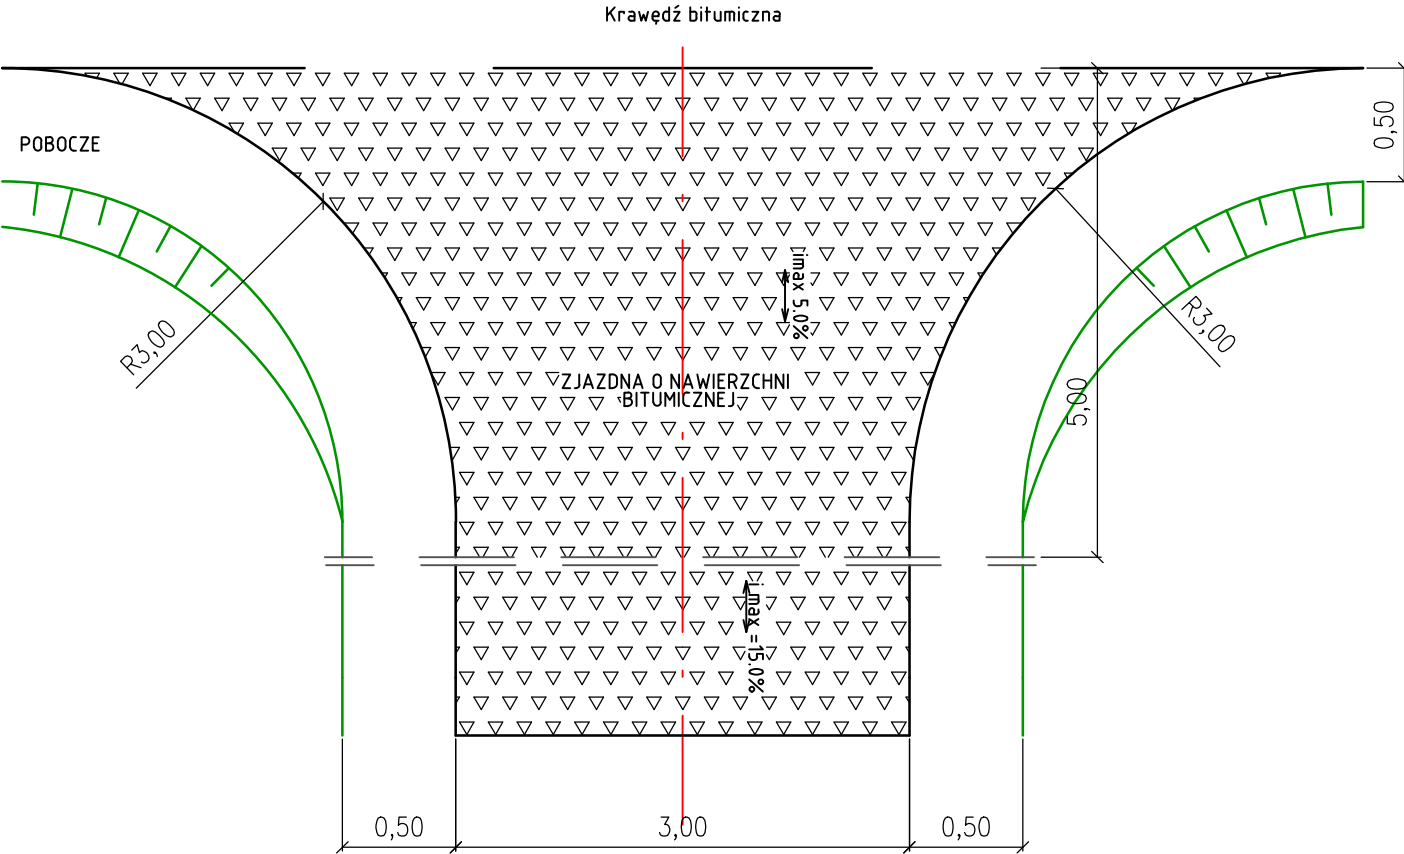 Krawędź bitumiczna
POBOCZE
0,50
imax 5.0%
R3,00
R3,00
ZJAZDNA O NAWIERZCHNI
BITUMICZNEJ
5,00
imax =15.0%
0,50
3,00
0,50